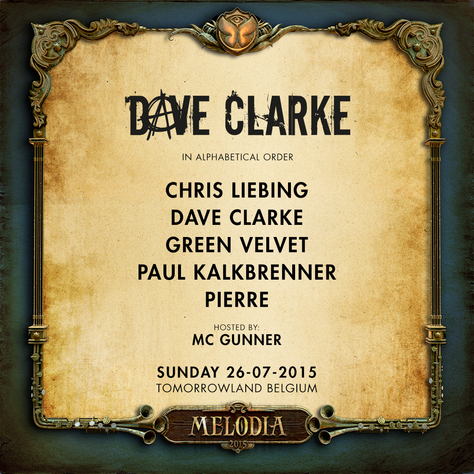 DAVE CLARKE
IN ALPHABETICAL ORDER
CHRIS LIEBING
DAVE CLARKE
GREEN VELVET
PAUL KALKBRENNER
PIERRE
HOSTED BY:
MC GUNNER
SUNDAY 26-07-2015
TOMORROWLAND BELGIUM
MELODIA
2015